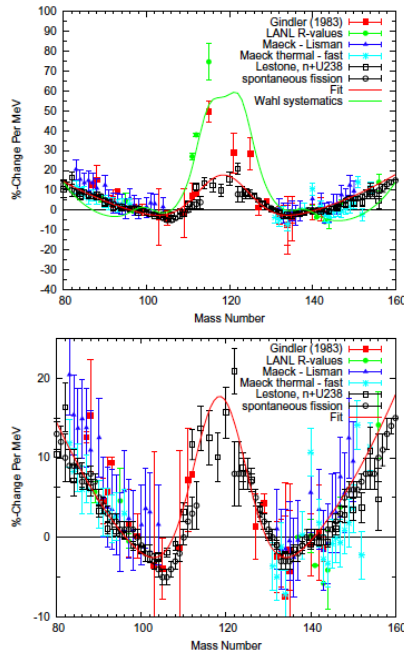 100
90
80
70
60
50
40
30
20
10
0
-10
-20
-30
-40
%-Change Per MeV
Gindler (1983)
LANL R-values
Maeck - Lisman
Maeck thermal - fast
Lestone, n+U238
spontaneous fission
Fit
Wahl systematics
80 100 120 140 160
Mass Number
20
10
0
-10
%-Change Per MeV
Gindler (1983)
LANL R-values
Maeck - Lisman
Maeck thermal - fast
Lestone, n+U238
spontaneous fission
Fit
80 100 120 140 160
Mass Number